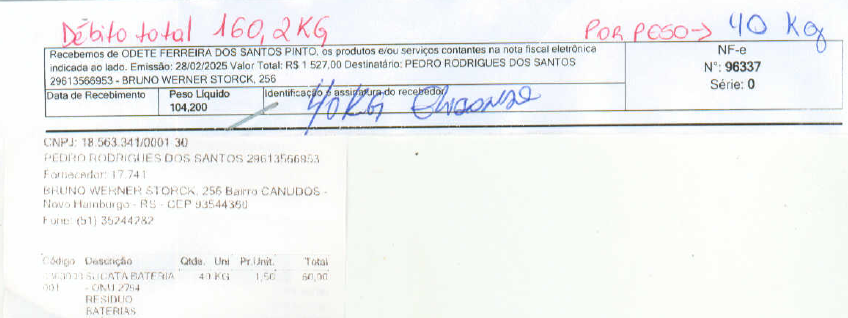 Débito total 160,2KG
POR PESO-> 40 Kg
Recebemos de ODETE FERREIRA DOS SANTOS PINTO, os produtos e/ou serviços contantes na nota fiscal eletrônica
indicada ao lado. Emissão: 28/02/2025 Valor Total: R$ 1 527,00 Destinatário: PEDRO RODRIGUES DOS SANTOS
29613566953 - BRUNO WERNER STORCK, 256
NF-e
N°: 96337
Série: 0
Data de Recebimento Peso Líquido Identificação e assinatura do recebedor
104,200
40KG
CNPJ: 18.563.341/0001 30
PEDRO RODRIGUES DOS SANTOS 29613566953
Fornecedor: 17.741
BRUNO WERNER STORCK, 256 Bairro CANUDOS -
Novo Hamburgo - RS - CEP 93544360
Fone: (51) 35244282
Código Descrição Qtde. Uni Pr.Unit. Total
SUCATA BATERIA 40 KG 1,50 60,00
001 - ONU 2794
RESIDUO
BATERIAS